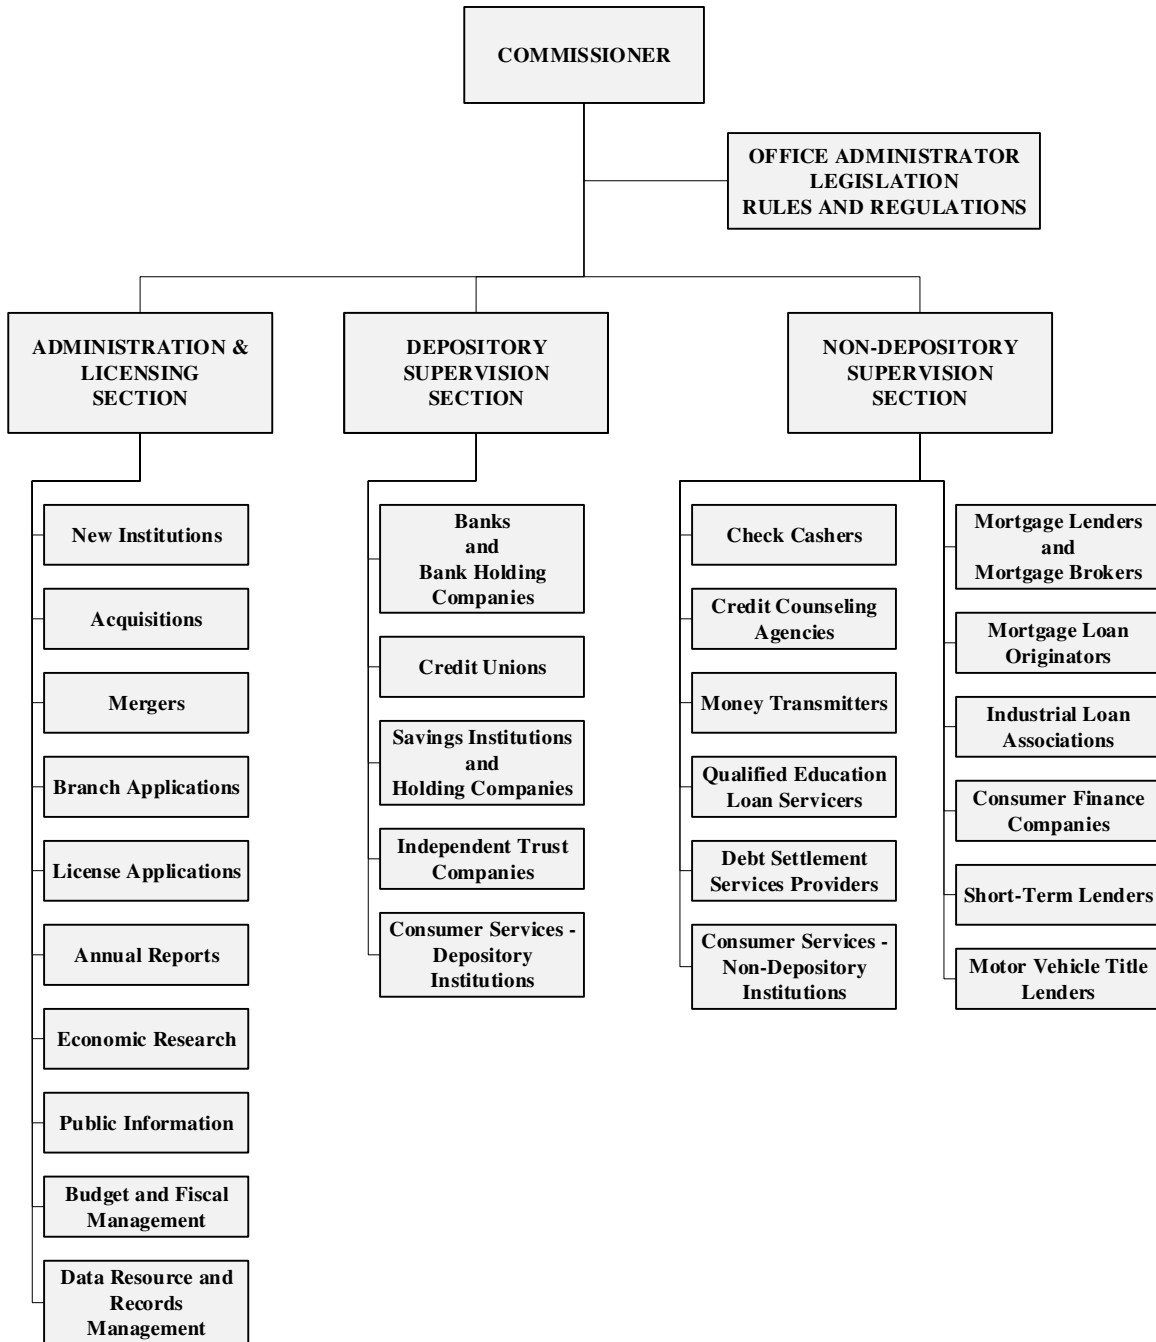 COMMISSIONER
OFFICE ADMINISTRATOR
LEGISLATION
RULES AND REGULATIONS
ADMINISTRATION &
LICENSING
SECTION
DEPOSITORY
SUPERVISION
SECTION
NON-DEPOSITORY
SUPERVISION
SECTION
New Institutions
Acquisitions
Mergers
Branch Applications
License Applications
Annual Reports
Economic Research
Public Information
Budget and Fiscal
Management
Data Resource and
Records
Management
Banks
and
Bank Holding
Companies
Credit Unions
Savings Institutions
and
Holding Companies
Independent Trust
Companies
Consumer Services -
Depository
Institutions
Check Cashers
Credit Counseling
Agencies
Money Transmitters
Qualified Education
Loan Servicers
Debt Settlement
Services Providers
Consumer Services -
Non-Depository
Institutions
Mortgage Lenders
and
Mortgage Brokers
Mortgage Loan
Originators
Industrial Loan
Associations
Consumer Finance
Companies
Short-Term Lenders
Motor Vehicle Title
Lenders